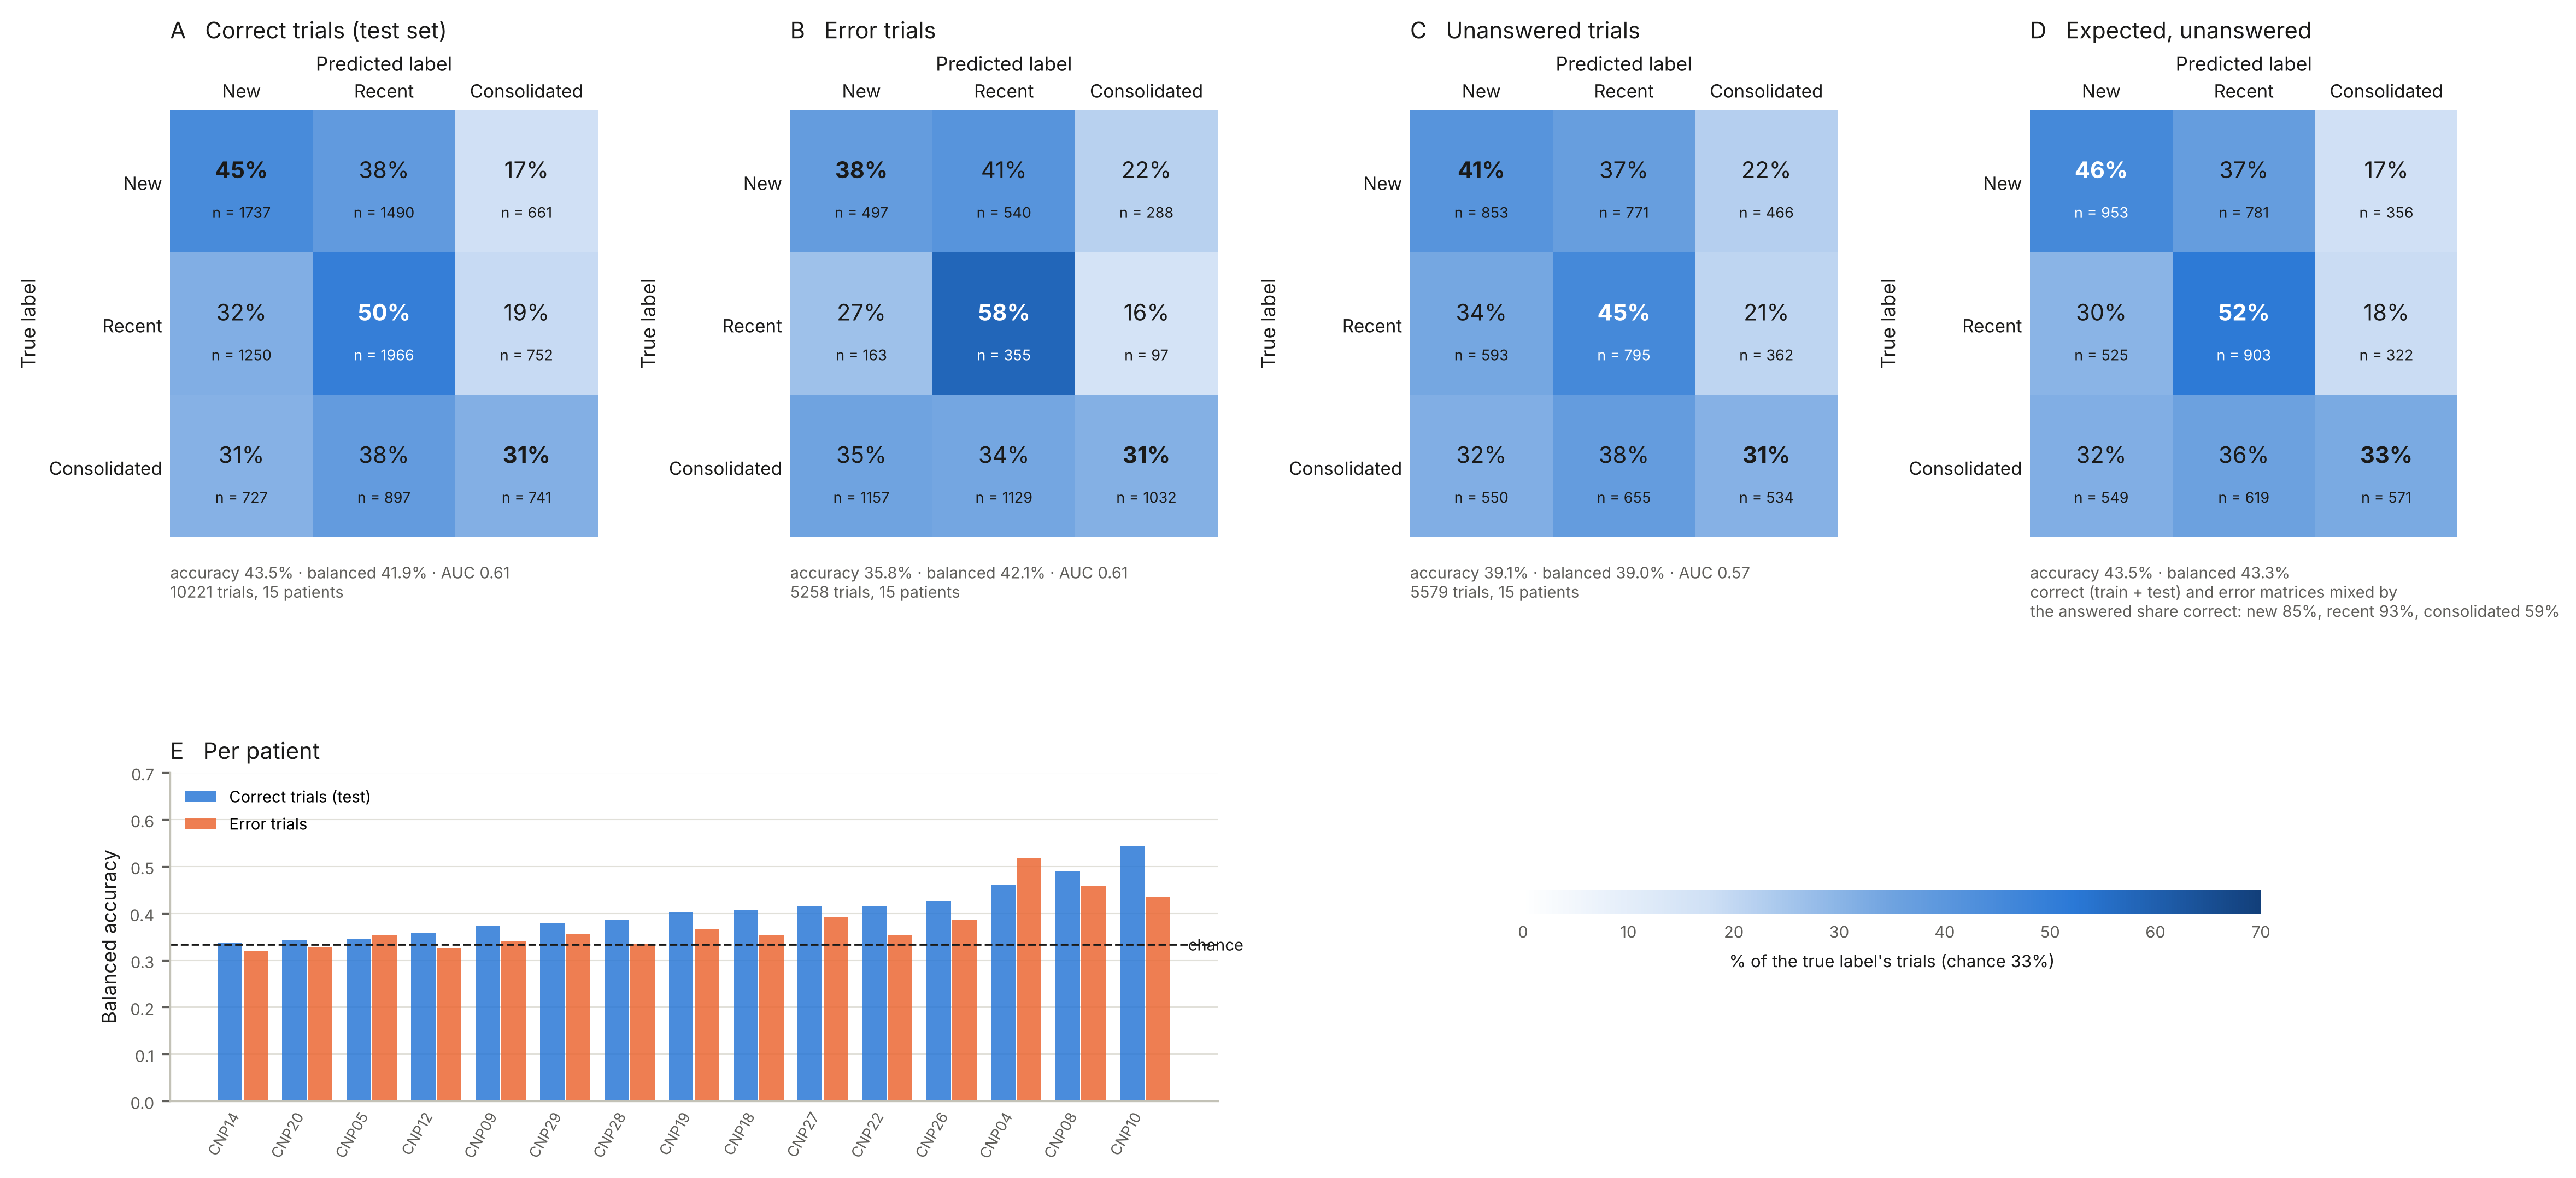 A Correct trials (test set)
Predicted label
New Recent Consolidated
True label
New 45% 38% 17%
n = 1737 n = 1490 n = 661
Recent 32% 50% 19%
n = 1250 n = 1966 n = 752
Consolidated 31% 38% 31%
n = 727 n = 897 n = 741
accuracy 43.5% · balanced 41.9% · AUC 0.61
10221 trials, 15 patients
B Error trials
Predicted label
New Recent Consolidated
True label
New 38% 41% 22%
n = 497 n = 540 n = 288
Recent 27% 58% 16%
n = 163 n = 355 n = 97
Consolidated 35% 34% 31%
n = 1157 n = 1129 n = 1032
accuracy 35.8% · balanced 42.1% · AUC 0.61
5258 trials, 15 patients
C Unanswered trials
Predicted label
New Recent Consolidated
True label
New 41% 37% 22%
n = 853 n = 771 n = 466
Recent 34% 45% 21%
n = 593 n = 795 n = 362
Consolidated 32% 38% 31%
n = 550 n = 655 n = 534
accuracy 39.1% · balanced 39.0% · AUC 0.57
5579 trials, 15 patients
D Expected, unanswered
Predicted label
New Recent Consolidated
True label
New 46% 37% 17%
n = 953 n = 781 n = 356
Recent 30% 52% 18%
n = 525 n = 903 n = 322
Consolidated 32% 36% 33%
n = 549 n = 619 n = 571
accuracy 43.5% · balanced 43.3%
correct (train + test) and error matrices mixed by
the answered share correct: new 85%, recent 93%, consolidated 59%
E Per patient
Balanced accuracy
0.7
0.6
0.5
0.4
0.3
0.2
0.1
0.0
Correct trials (test)
Error trials
chance
CNP14 CNP20 CNP05 CNP12 CNP09 CNP29 CNP28 CNP19 CNP18 CNP27 CNP22 CNP26 CNP04 CNP08 CNP10
0 10 20 30 40 50 60 70
% of the true label's trials (chance 33%)